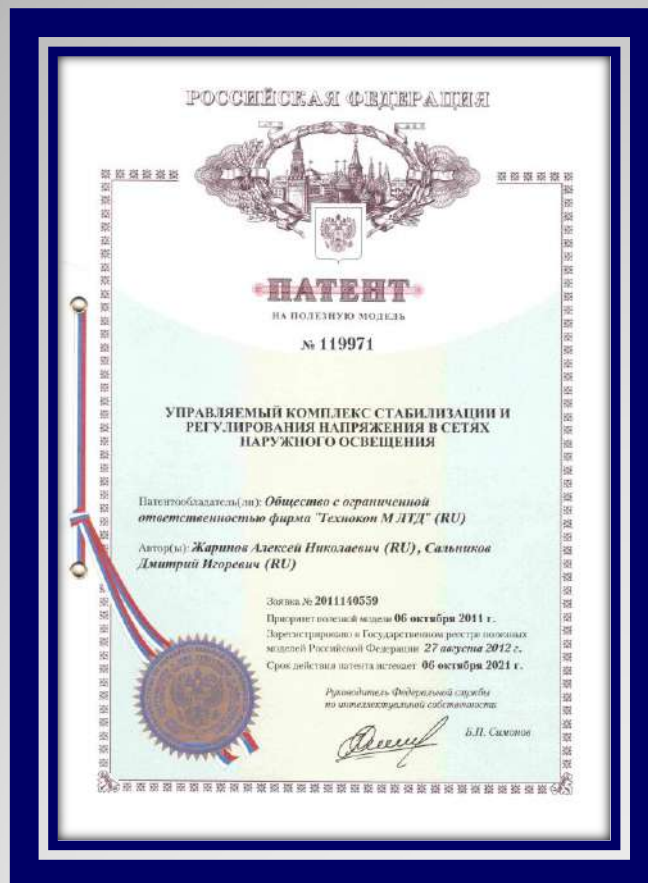 РОССИЙСКАЯ ФЕДЕРАЦИЯ
ПАТЕНТ
НА ПОЛЕЗНУЮ МОДЕЛЬ
№ 119971
УПРАВЛЯЕМЫЙ КОМПЛЕКС СТАБИЛИЗАЦИИ И
РЕГУЛИРОВАНИЯ НАПРЯЖЕНИЯ В СЕТЯХ
НАРУЖНОГО ОСВЕЩЕНИЯ
Патентообладатель(ли): Общество с ограниченной
ответственностью фирма "Технокоп М ЛТД" (RU)
Автор(ы): Жаринов Алексей Николаевич (RU), Сальников
Дмитрий Игоревич (RU)
Заявка № 2011140559
Приоритет полезной модели 06 октября 2011 г.
Зарегистрировано в Государственном реестре полезных
моделей Российской Федерации 27 августа 2012 г.
Срок действия патента истекает 06 октября 2021 г.
Руководитель Федеральной службы
по интеллектуальной собственности
Б.П. Симонов